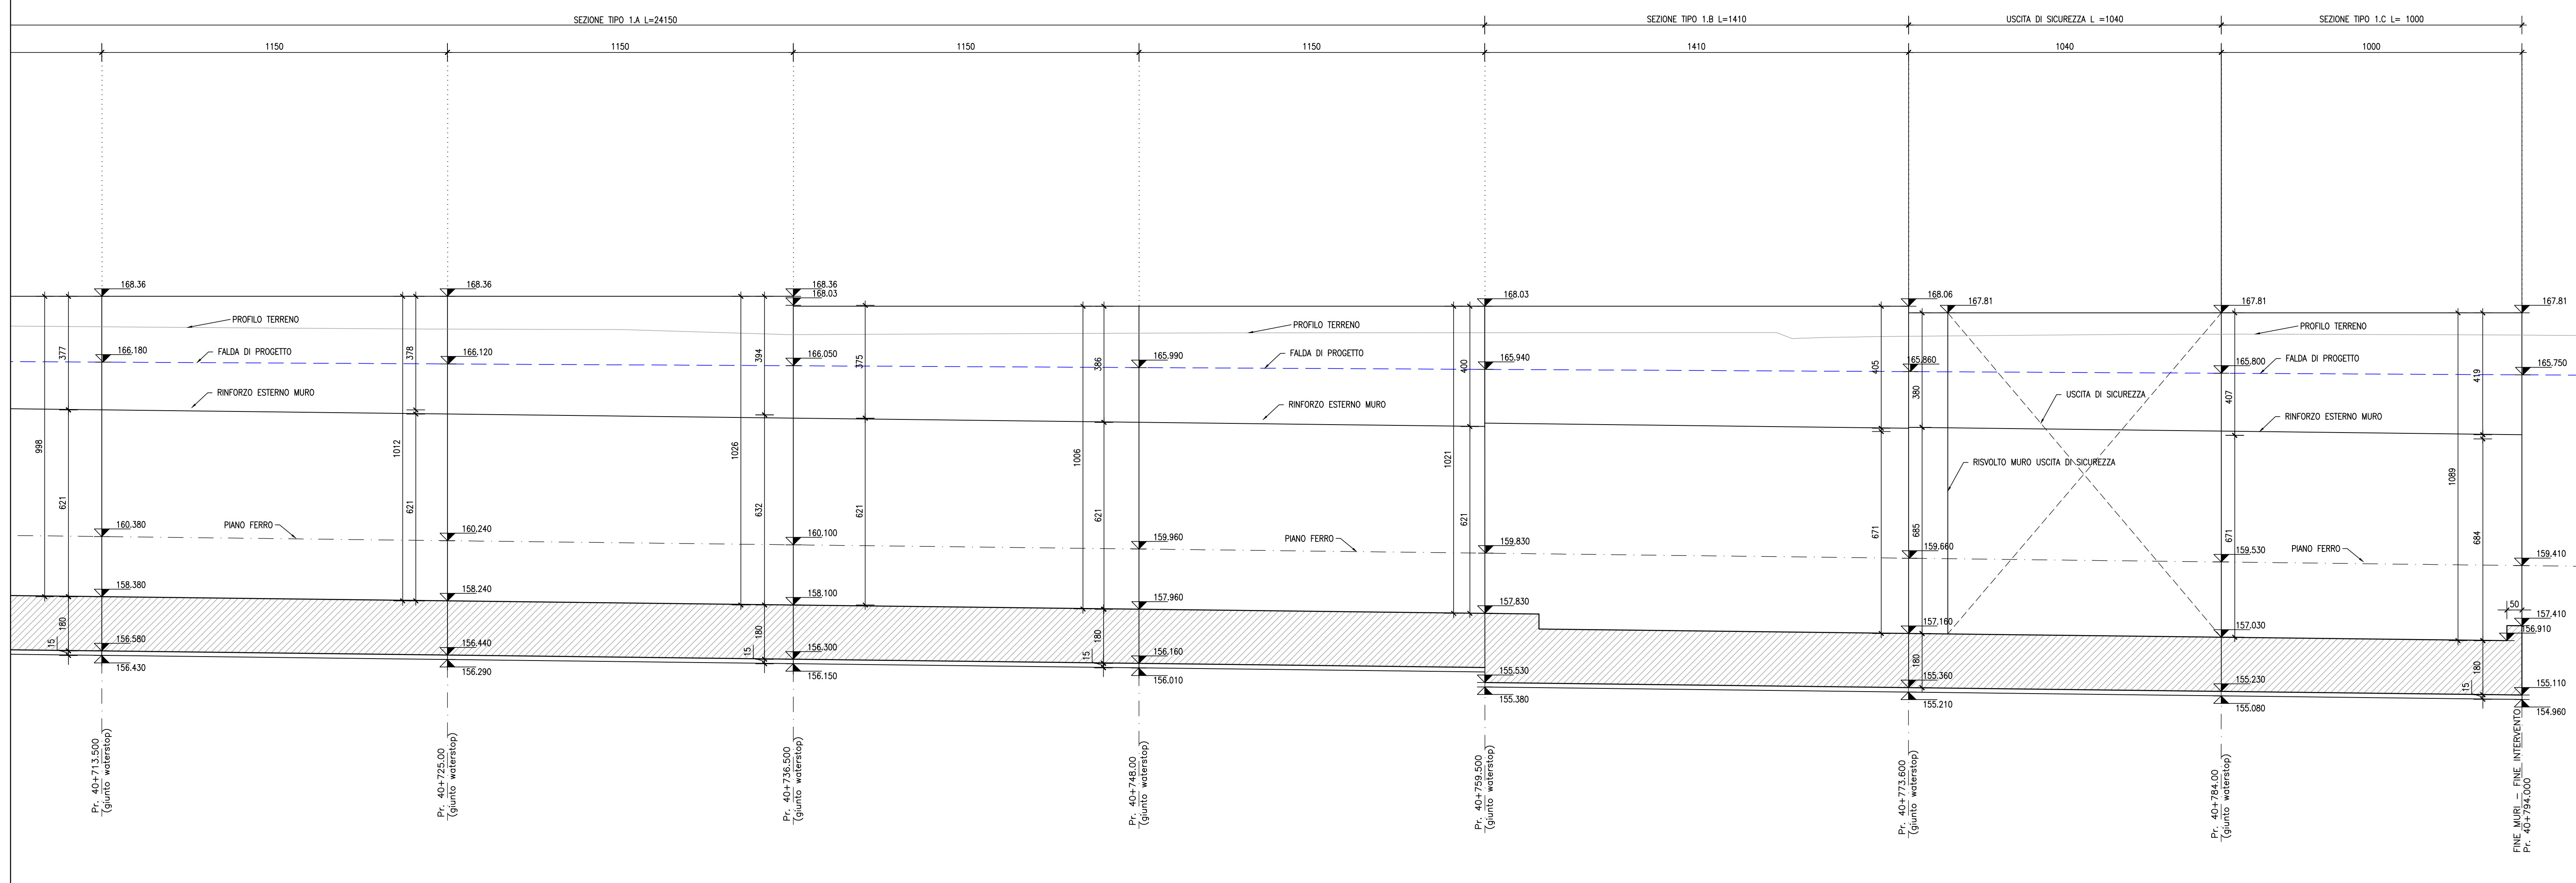 SEZIONE TIPO 1.A L=24150
SEZIONE TIPO 1.B L=1410
USCITA DI SICUREZZA L =1040
SEZIONE TIPO 1.C L= 1000
1150
1150
1150
1150
1410
1040
1000
168.36
168.36
168.36
168.03
168.03
168.06
167.81
167.81
167.81
PROFILO TERRENO
PROFILO TERRENO
PROFILO TERRENO
377
378
394
375
386
400
405
380
407
419
166.180
166.120
166.050
165.990
165.940
165.860
165.800
165.750
FALDA DI PROGETTO
FALDA DI PROGETTO
FALDA DI PROGETTO
RINFORZO ESTERNO MURO
RINFORZO ESTERNO MURO
RINFORZO ESTERNO MURO
USCITA DI SICUREZZA
RISVOLTO MURO USCITA DI SICUREZZA
998
1012
1026
1006
1021
1089
621
621
632
621
621
621
671
685
671
684
PIANO FERRO
PIANO FERRO
PIANO FERRO
160.380
160.240
160.100
159.960
159.830
159.660
159.530
159.410
158.380
158.240
158.100
157.960
157.830
157.160
157.030
50
157.410
156.910
15
180
15
180
15
180
180
15
180
156.580
156.440
156.300
156.160
155.530
155.360
155.230
155.110
156.430
156.290
156.150
156.010
155.380
155.210
155.080
154.960
Pr. 40+713.500
(giunto waterstop)
Pr. 40+725.00
(giunto waterstop)
Pr. 40+736.500
(giunto waterstop)
Pr. 40+748.00
(giunto waterstop)
Pr. 40+759.500
(giunto waterstop)
Pr. 40+773.600
(giunto waterstop)
Pr. 40+784.00
(giunto waterstop)
FINE MURI – FINE INTERVENTO
Pr. 40+794.000